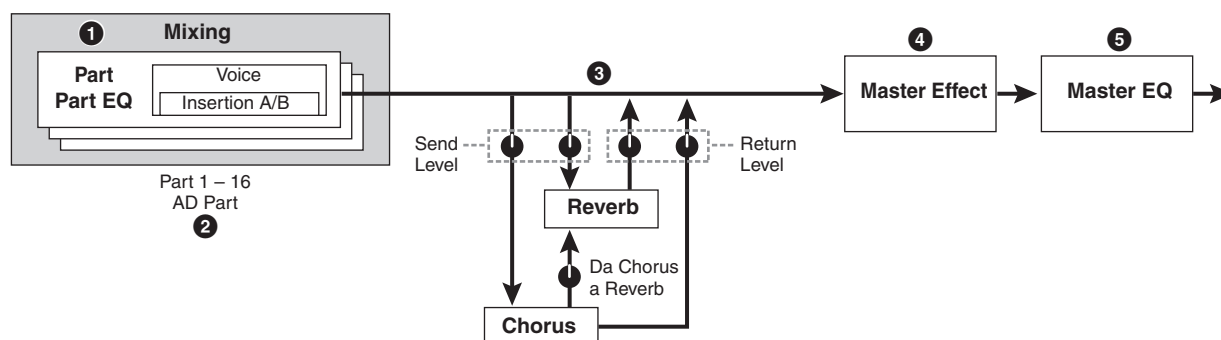 1
Mixing
Part
Part EQ
Voice
Insertion A/B
Part 1 – 16
AD Part
2
3
Send
Level
Return
Level
Reverb
Da Chorus
a Reverb
Chorus
4
Master Effect
5
Master EQ